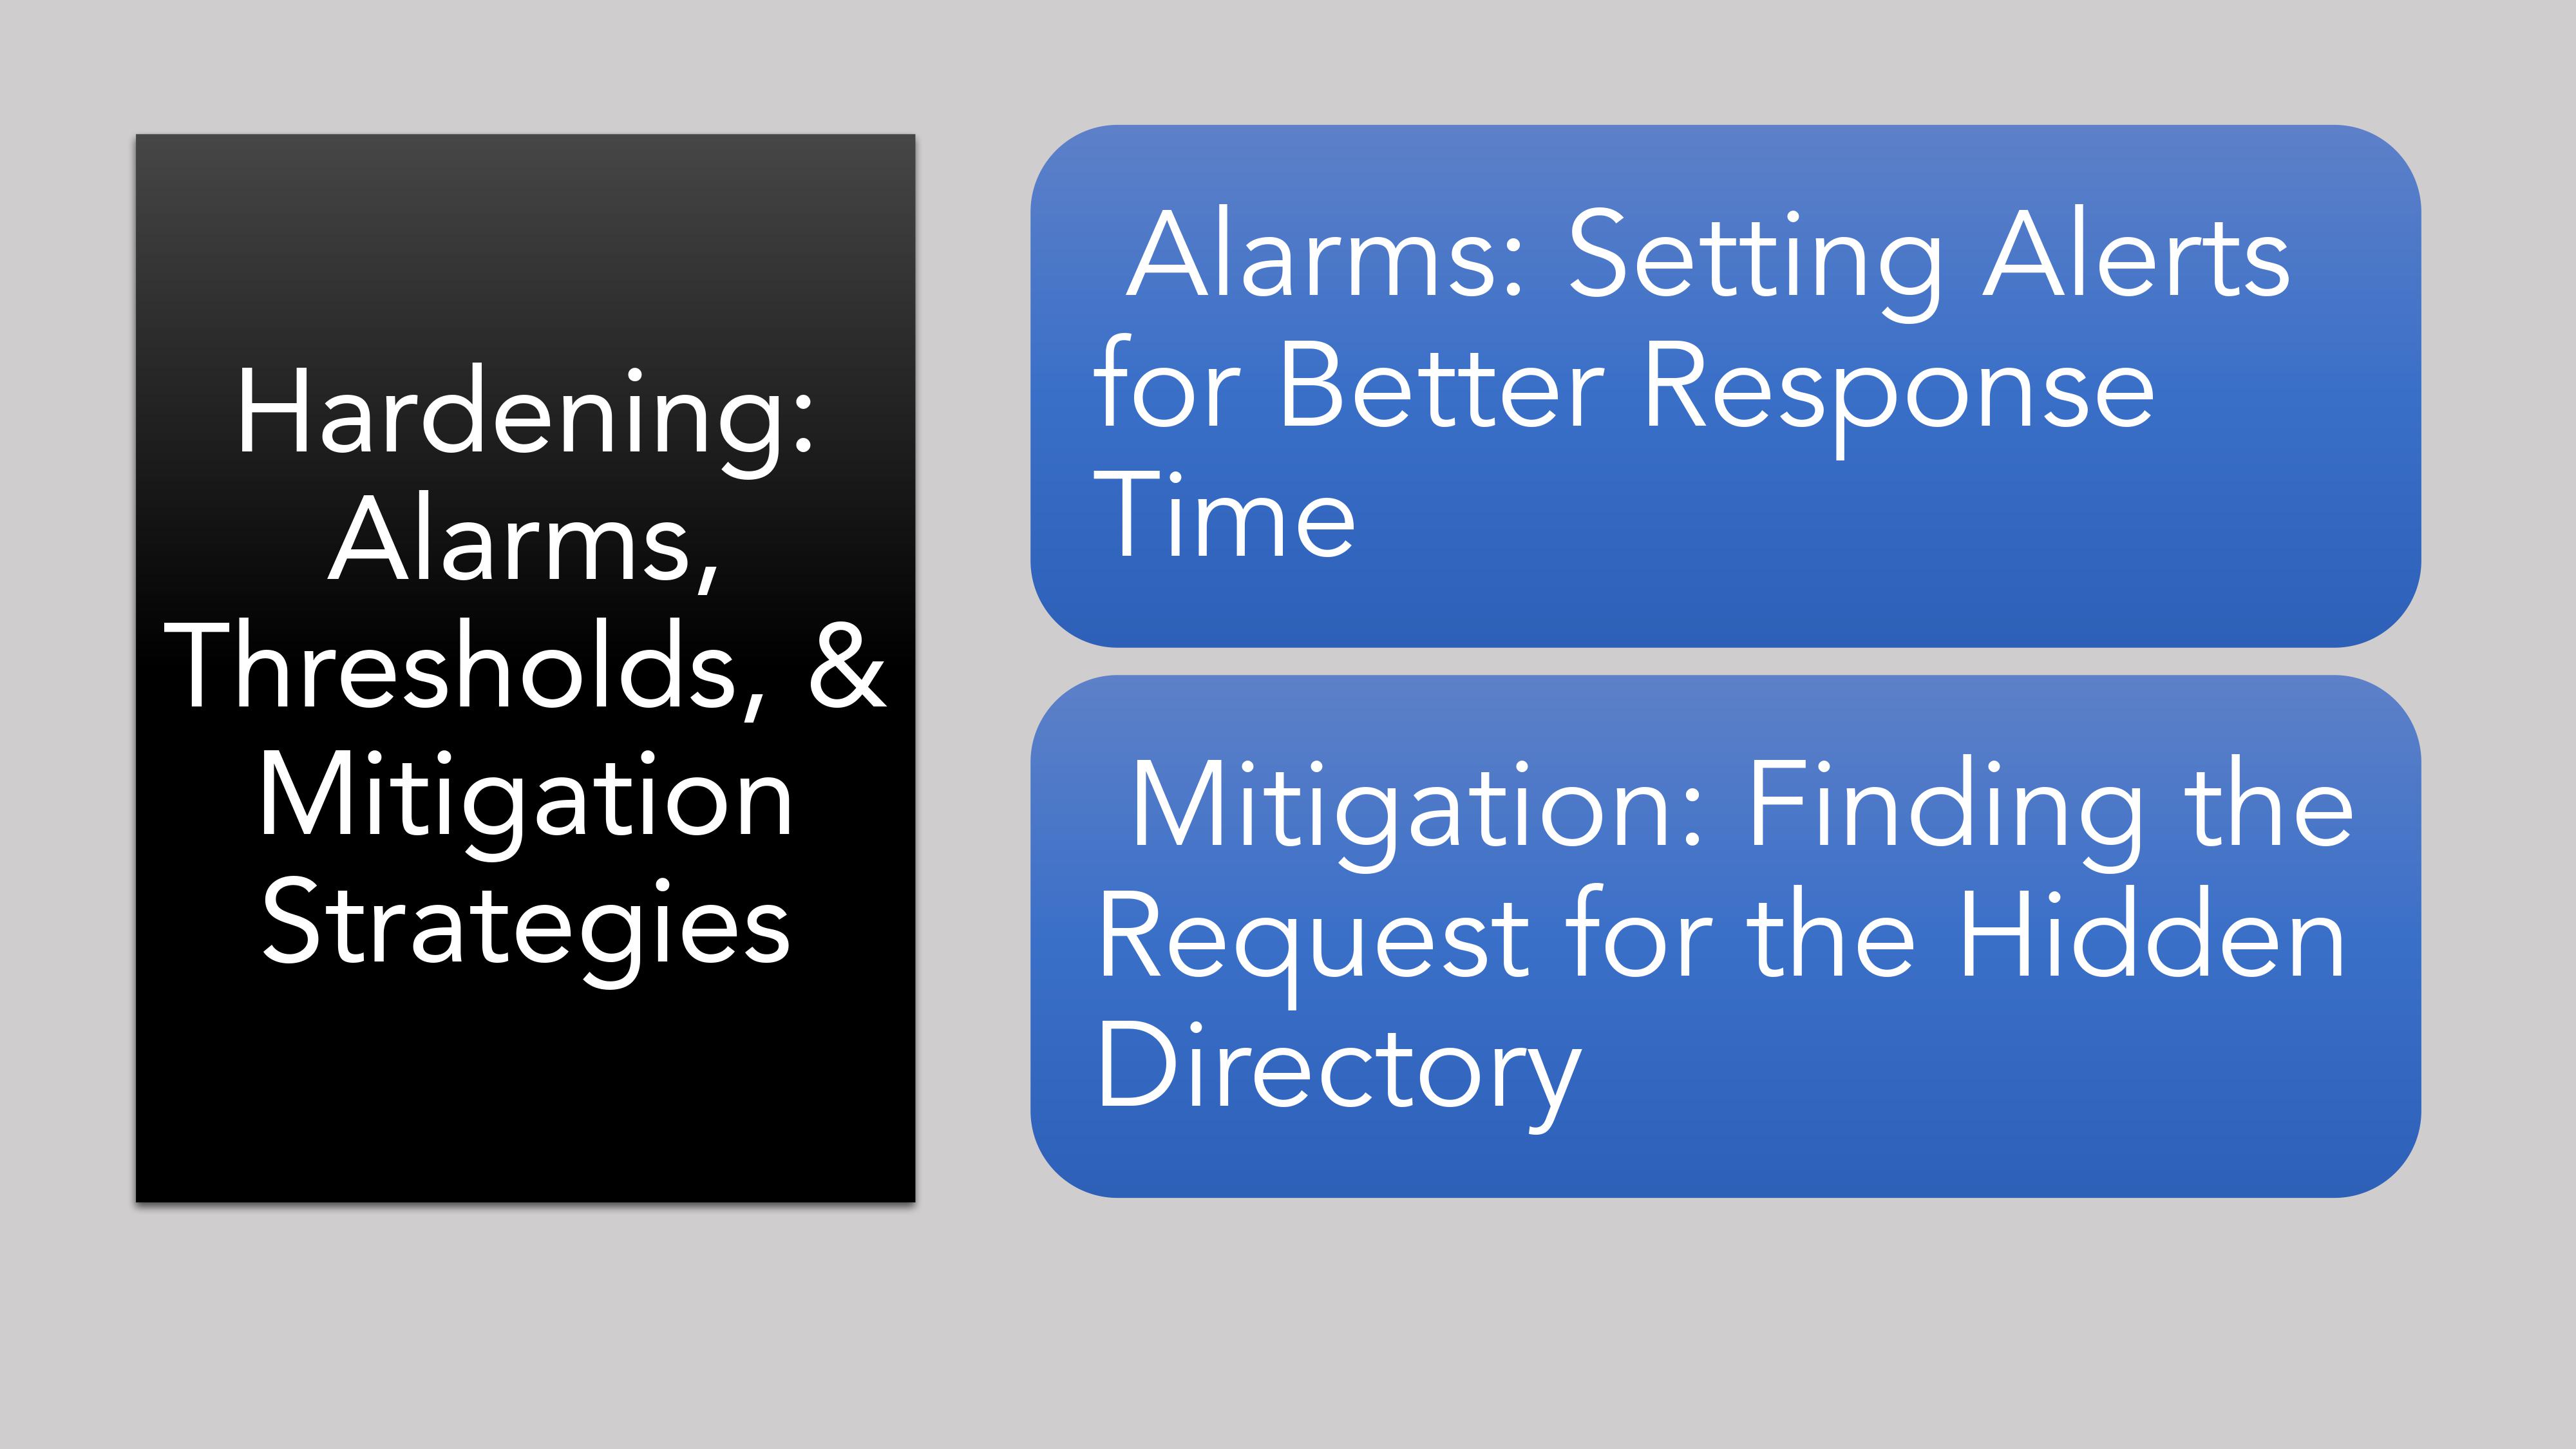 Hardening:
Alarms,
Thresholds, &
Mitigation
Strategies
Alarms: Setting Alerts
for Better Response
Time
Mitigation: Finding the
Request for the Hidden
Directory